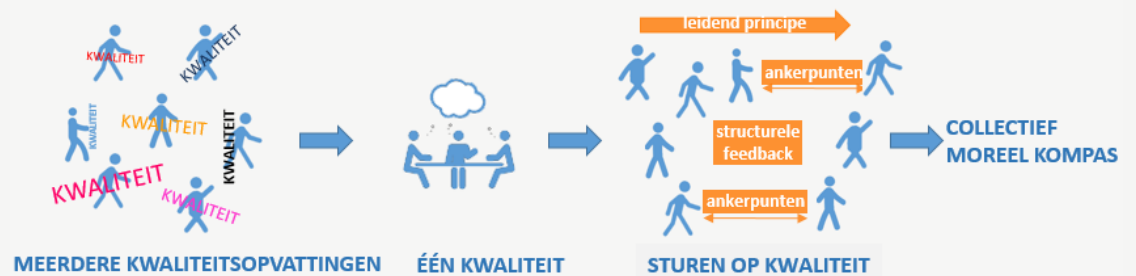 KWALITEIT
KWALITEIT
KWALITEIT
KWALITEIT
KWALITEIT
KWALITEIT
KWALITEIT
MEERDERE KWALITEITSOPVATTINGEN
ÉÉN KWALITEIT
leidend principe
ankerpunten
structurele
feedback
ankerpunten
STUREN OP KWALITEIT
COLLECTIEF
MOREEL KOMPAS